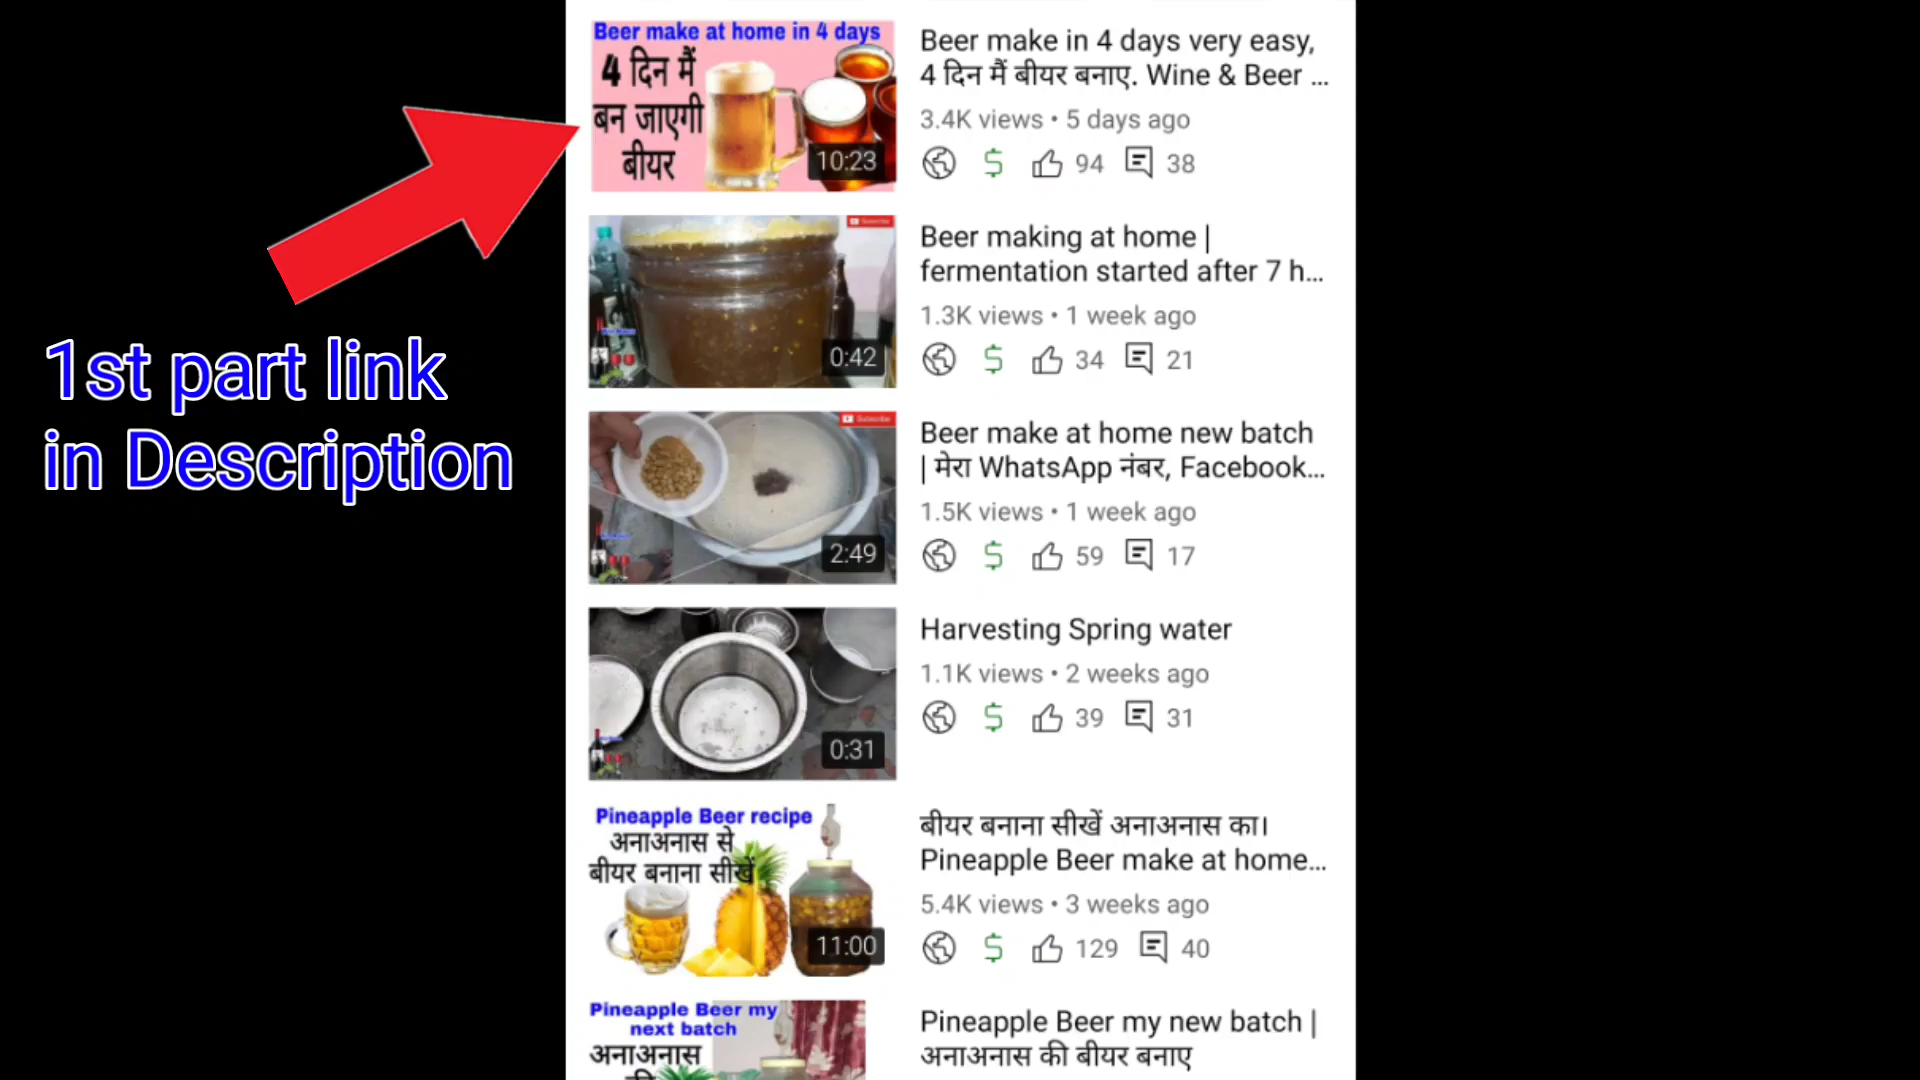 1st part link
in Description
Beer make at home in 4 days
4 दिन मैं
बन जाएगी
बीयर
10:23
Beer make in 4 days very easy,
4 दिन मैं बीयर बनाए. Wine & Beer ...
3.4K views • 5 days ago
94 38
Subscribe
0:42
Beer making at home |
fermentation started after 7 h...
1.3K views • 1 week ago
34 21
Subscribe
2:49
Beer make at home new batch
| मेरा WhatsApp नंबर, Facebook...
1.5K views • 1 week ago
59 17
0:31
Harvesting Spring water
1.1K views • 2 weeks ago
39 31
Pineapple Beer recipe
अनाअनास से
बीयर बनाना सीखें
11:00
बीयर बनाना सीखें अनाअनास का।
Pineapple Beer make at home...
5.4K views • 3 weeks ago
129 40
Pineapple Beer my
next batch
अनाअनास
Pineapple Beer my new batch |
अनाअनास की बीयर बनाए